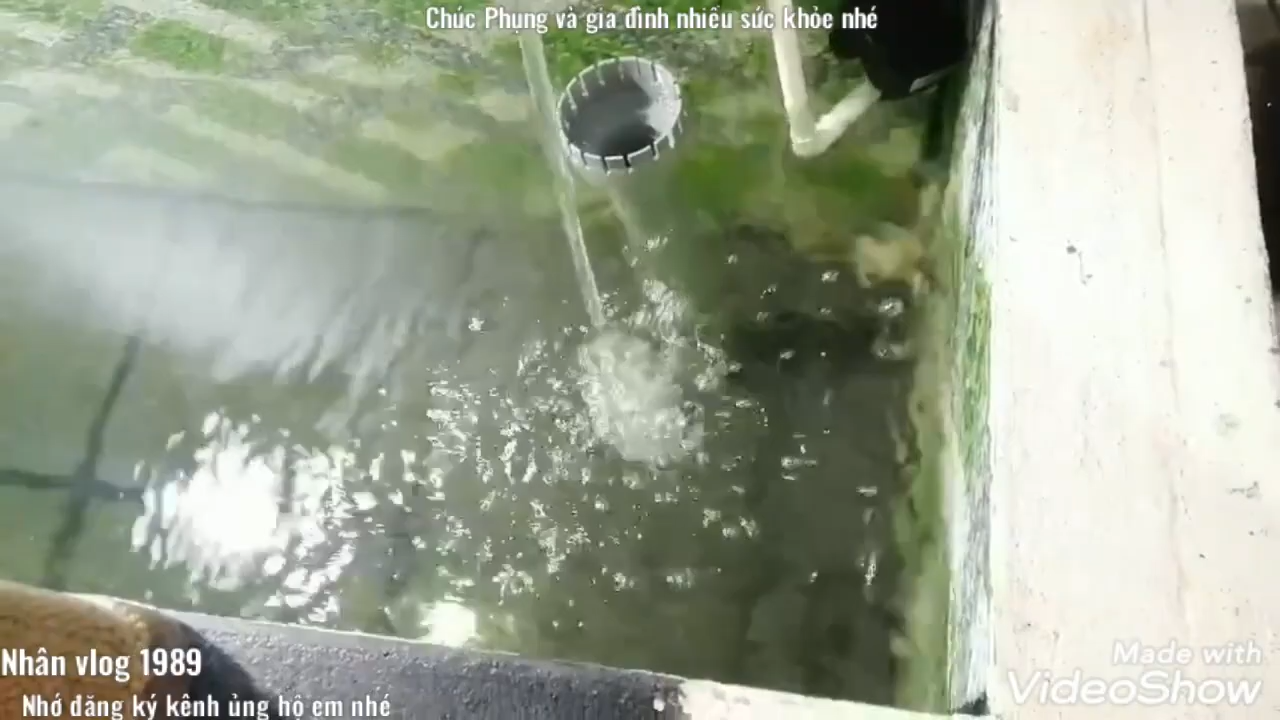 Chúc Phụng và gia đình nhiều sức khỏe nhé
Nhân vlog 1989
Nhớ đăng ký kênh ủng hộ em nhé
Made with
VideoShow